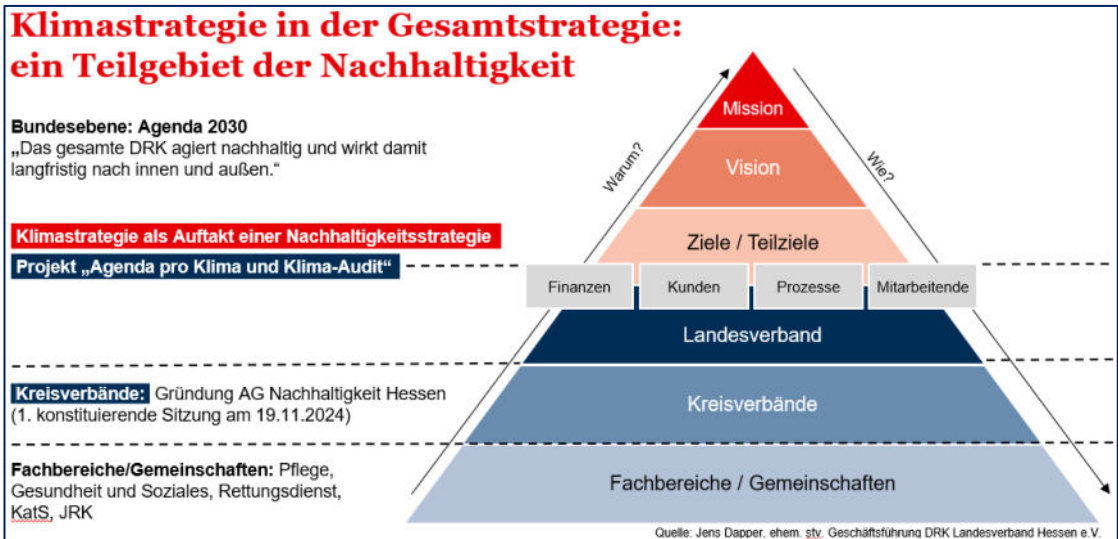 Klimastrategie in der Gesamtstrategie:
ein Teilgebiet der Nachhaltigkeit
Bundesebene: Agenda 2030
„Das gesamte DRK agiert nachhaltig und wirkt damit
langfristig nach innen und außen.“
Klimastrategie als Auftakt einer Nachhaltigkeitsstrategie
Projekt „Agenda pro Klima und Klima-Audit“
Kreisverbände: Gründung AG Nachhaltigkeit Hessen
(1. konstituierende Sitzung am 19.11.2024)
Fachbereiche/Gemeinschaften: Pflege,
Gesundheit und Soziales, Rettungsdienst,
KatS, JRK
Warum?
Wie?
Mission
Vision
Ziele / Teilziele
Finanzen
Kunden
Prozesse
Mitarbeitende
Landesverband
Kreisverbände
Fachbereiche / Gemeinschaften
Quelle: Jens Dapper, ehem. stv. Geschäftsführung DRK Landesverband Hessen e.V.